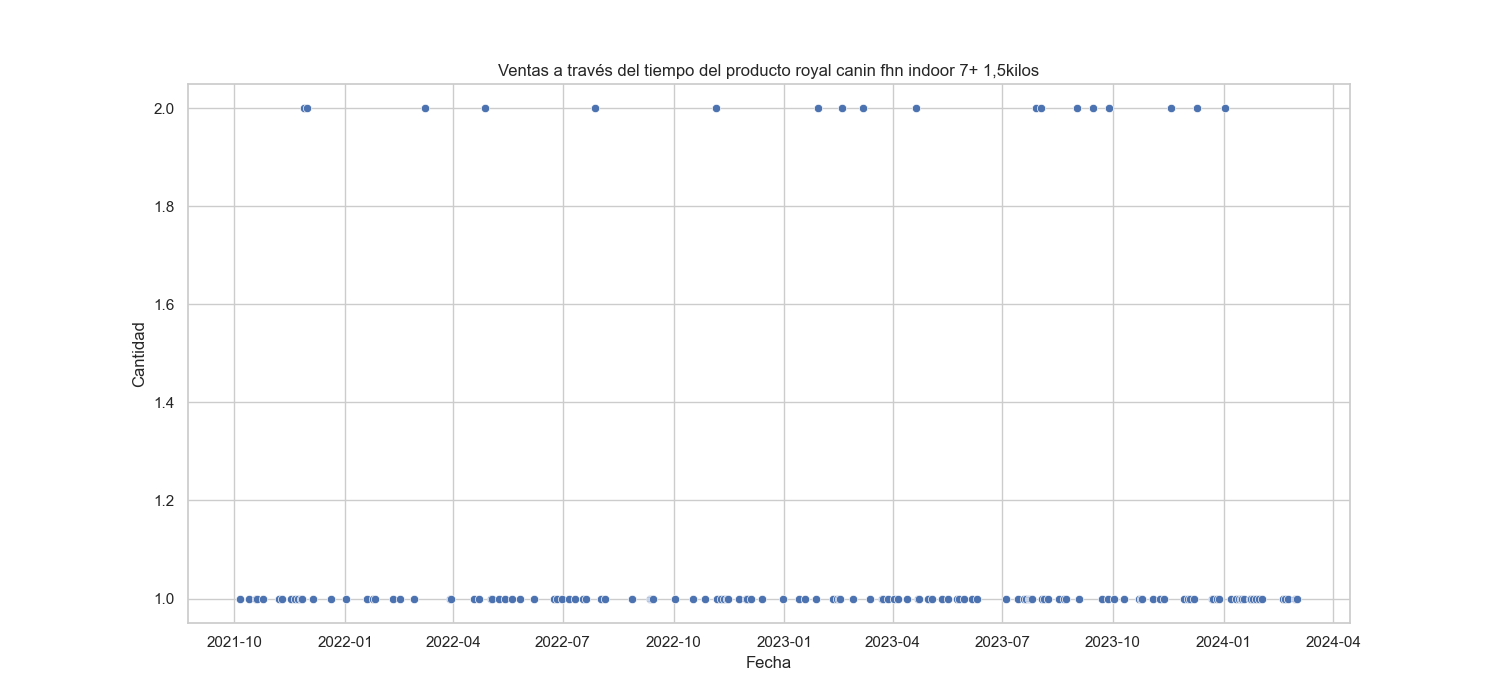 Ventas a través del tiempo del producto royal canin fhn indoor 7+ 1,5kilos
2.0
1.8
1.6
1.4
1.2
1.0
Cantidad
2021-10 2022-01 2022-04 2022-07 2022-10 2023-01 2023-04 2023-07 2023-10 2024-01 2024-04
Fecha